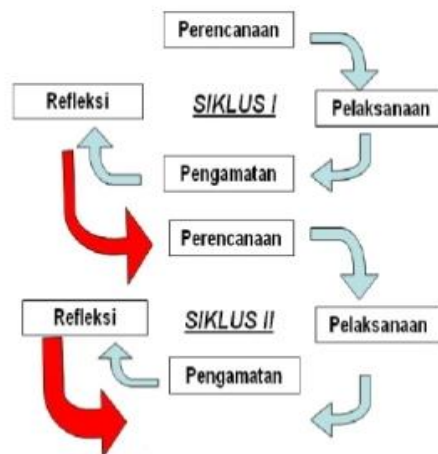 Perencanaan
Refleksi
SIKLUS I
Pelaksanaan
Pengamatan
Perencanaan
Refleksi
SIKLUS II
Pelaksanaan
Pengamatan